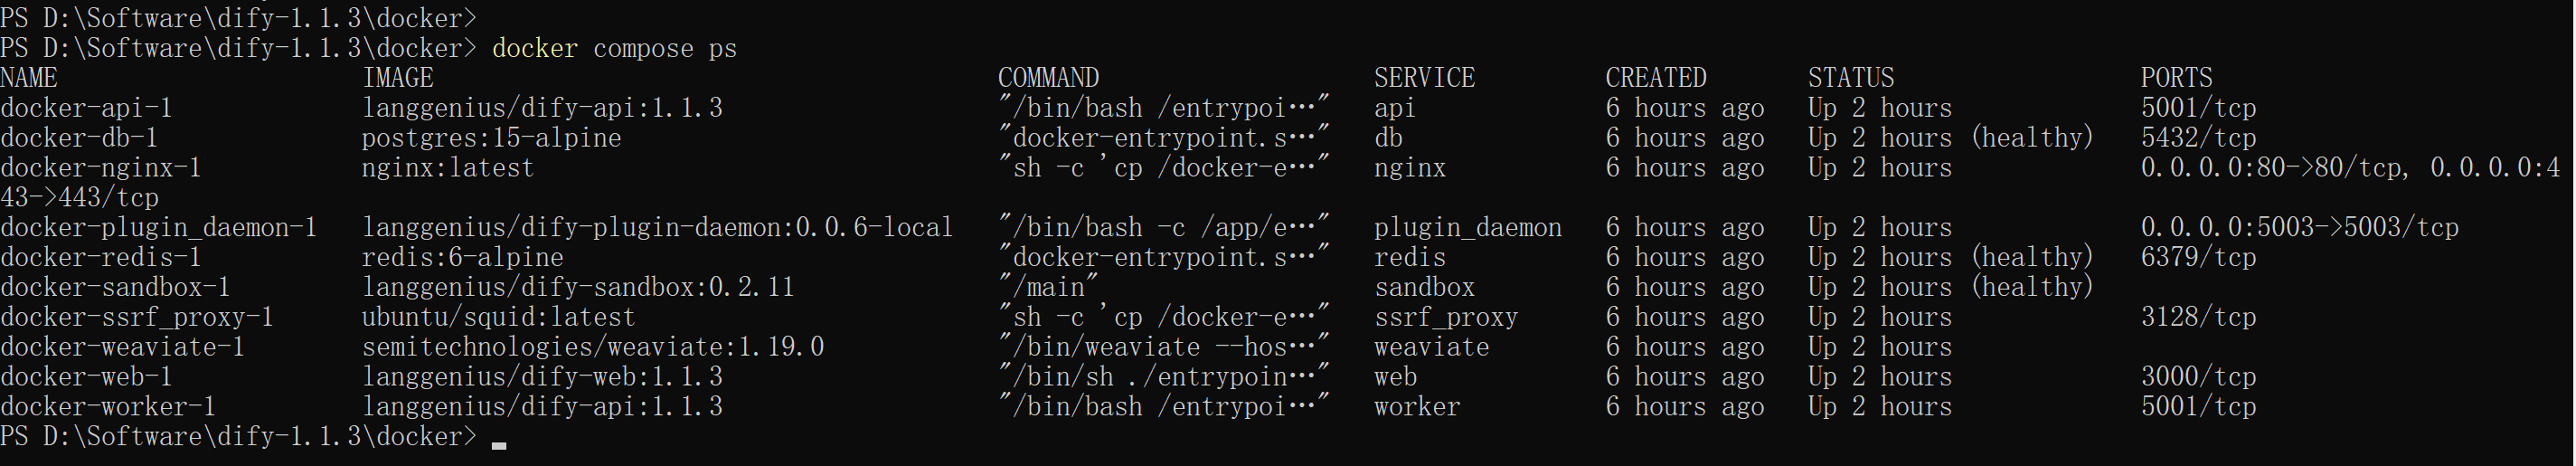 PS D:\Software\dify-1.1.3\docker>
PS D:\Software\dify-1.1.3\docker> docker compose ps
NAME IMAGE COMMAND SERVICE CREATED STATUS PORTS
docker-api-1 langgenius/dify-api:1.1.3 "/bin/bash /entrypoi…" api 6 hours ago Up 2 hours 5001/tcp
docker-db-1 postgres:15-alpine "docker-entrypoint.s…" db 6 hours ago Up 2 hours (healthy) 5432/tcp
docker-nginx-1 nginx:latest "sh -c 'cp /docker-e…" nginx 6 hours ago Up 2 hours 0.0.0.0:80->80/tcp, 0.0.0.0:4
43->443/tcp
docker-plugin_daemon-1 langgenius/dify-plugin-daemon:0.0.6-local "/bin/bash -c /app/e…" plugin_daemon 6 hours ago Up 2 hours 0.0.0.0:5003->5003/tcp
docker-redis-1 redis:6-alpine "docker-entrypoint.s…" redis 6 hours ago Up 2 hours (healthy) 6379/tcp
docker-sandbox-1 langgenius/dify-sandbox:0.2.11 "/main" sandbox 6 hours ago Up 2 hours (healthy)
docker-ssrf_proxy-1 ubuntu/squid:latest "sh -c 'cp /docker-e…" ssrf_proxy 6 hours ago Up 2 hours 3128/tcp
docker-weaviate-1 semitechnologies/weaviate:1.19.0 "/bin/weaviate --hos…" weaviate 6 hours ago Up 2 hours
docker-web-1 langgenius/dify-web:1.1.3 "/bin/sh ./entrypoin…" web 6 hours ago Up 2 hours 3000/tcp
docker-worker-1 langgenius/dify-api:1.1.3 "/bin/bash /entrypoi…" worker 6 hours ago Up 2 hours 5001/tcp
PS D:\Software\dify-1.1.3\docker>